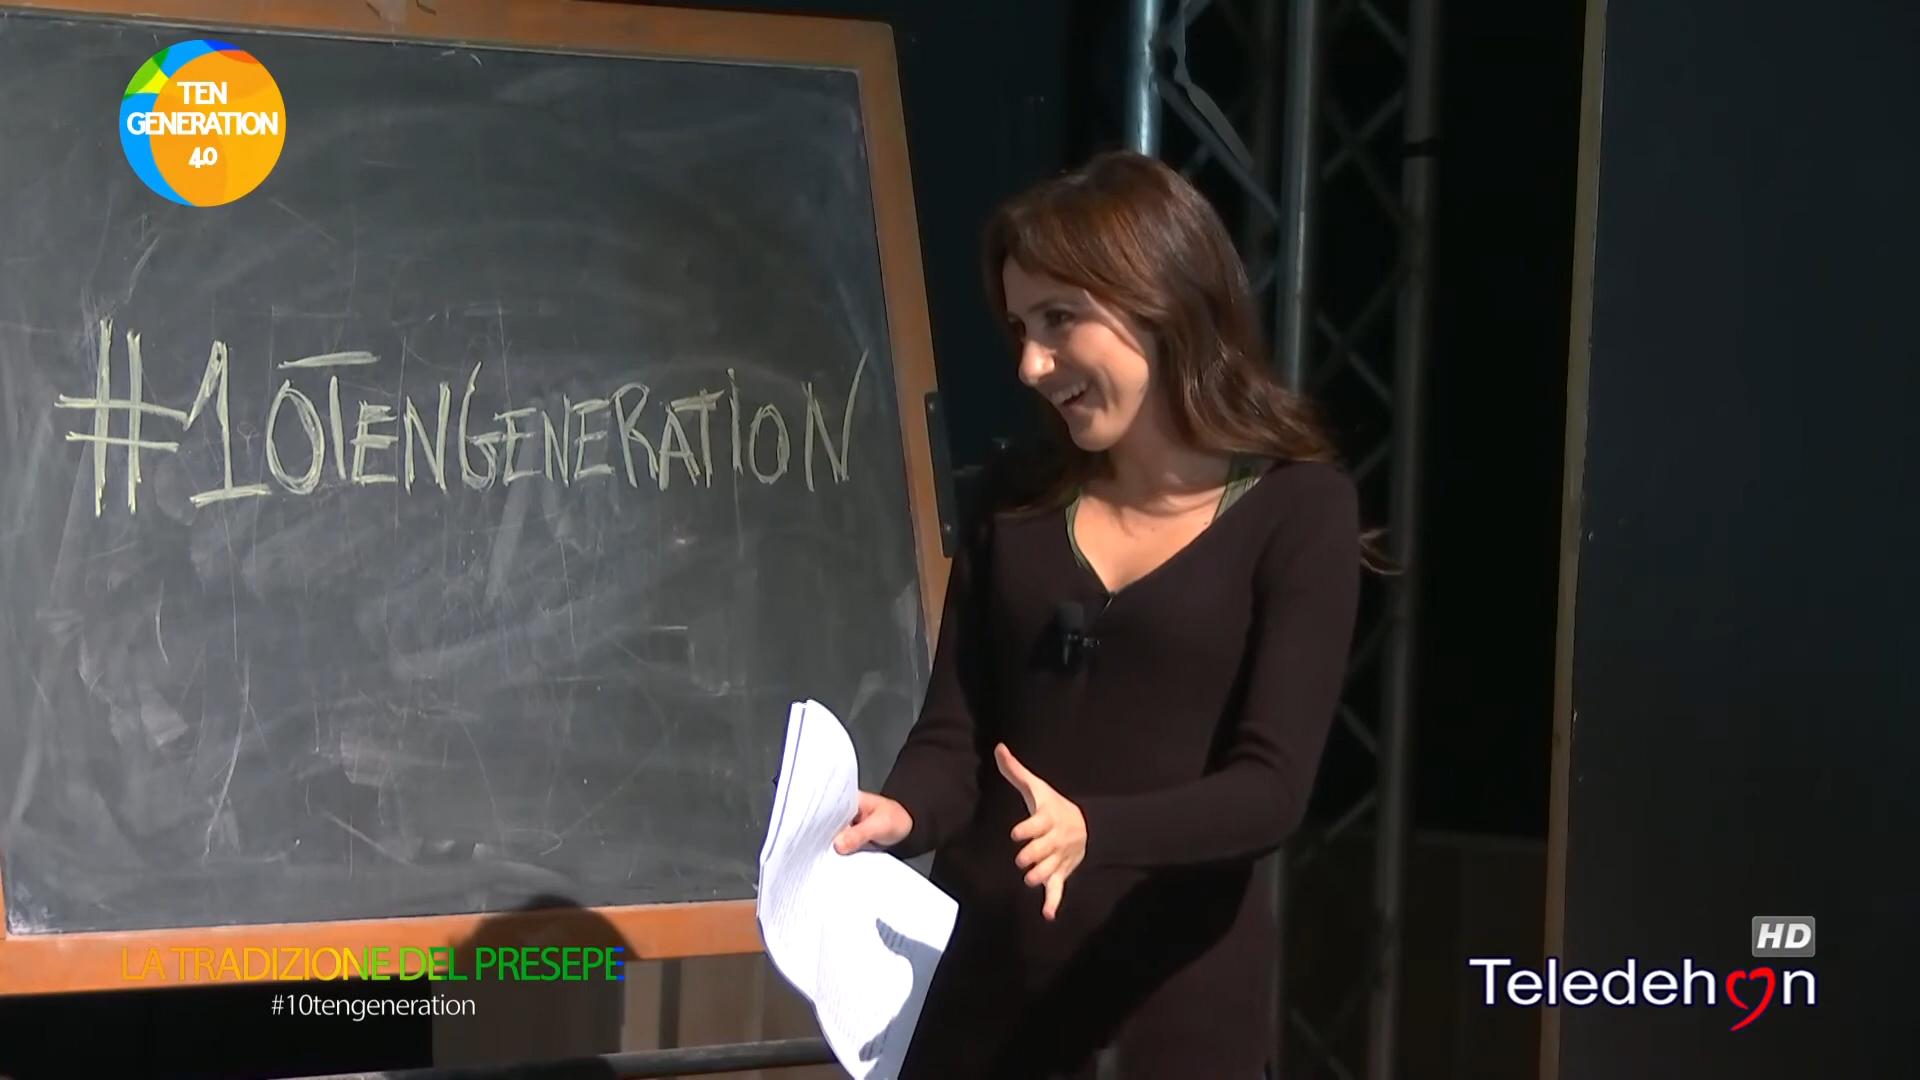 TEN
GENERATION
4.0
#10TENGENERATION
LA TRADIZIONE DEL PRESEPE
#10tengeneration
HD
Teledehon